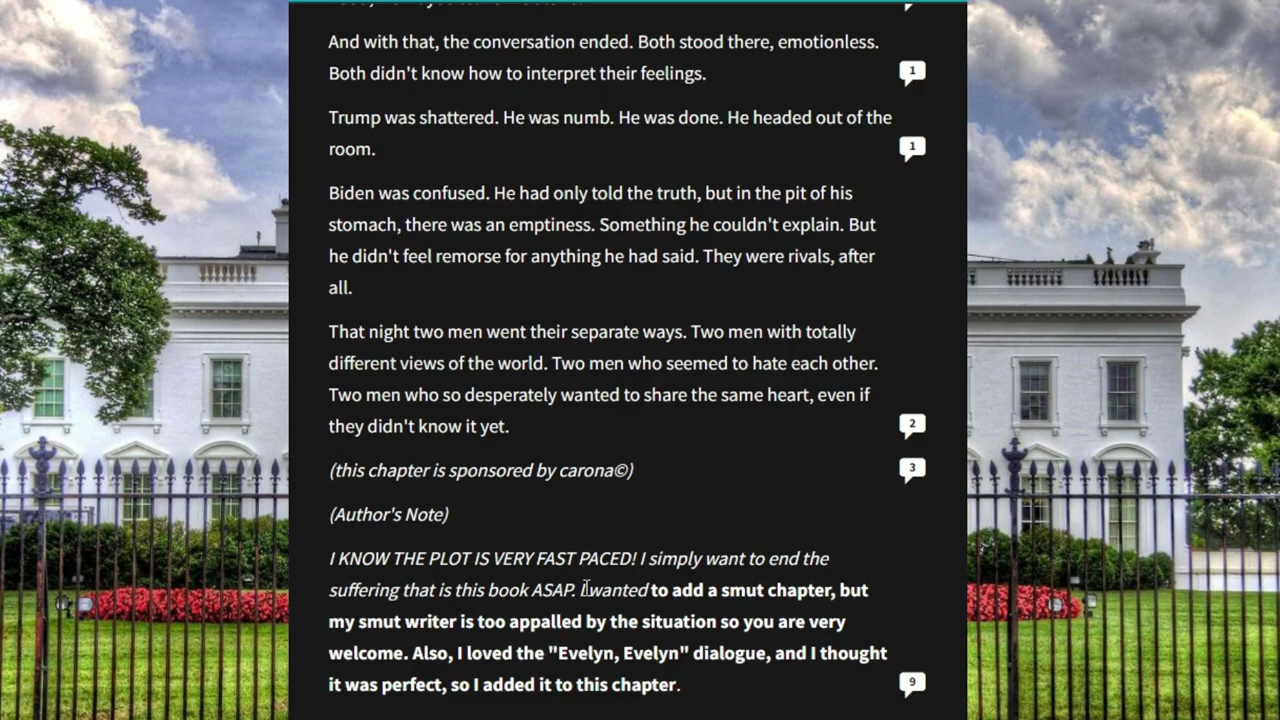 And with that, the conversation ended. Both stood there, emotionless.
Both didn't know how to interpret their feelings.
1
Trump was shattered. He was numb. He was done. He headed out of the
room.
1
Biden was confused. He had only told the truth, but in the pit of his
stomach, there was an emptiness. Something he couldn't explain. But
he didn't feel remorse for anything he had said. They were rivals, after
all.
That night two men went their separate ways. Two men with totally
different views of the world. Two men who seemed to hate each other.
Two men who so desperately wanted to share the same heart, even if
they didn't know it yet.
2
(this chapter is sponsored by carona©)
3
(Author's Note)
I KNOW THE PLOT IS VERY FAST PACED! I simply want to end the
suffering that is this book ASAP. I wanted to add a smut chapter, but
my smut writer is too appalled by the situation so you are very
welcome. Also, I loved the "Evelyn, Evelyn" dialogue, and I thought
it was perfect, so I added it to this chapter.
9